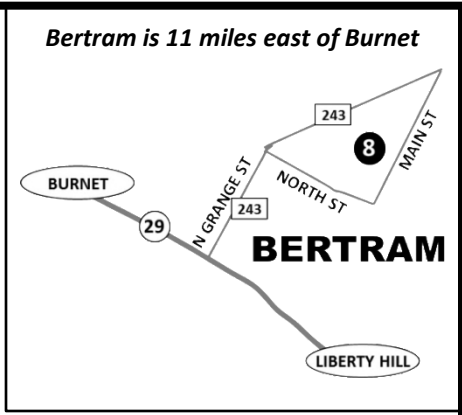 Bertram is 11 miles east of Burnet
243
8
MAIN ST
BURNET
N GRANGE ST
243
NORTH ST
29
BERTRAM
LIBERTY HILL